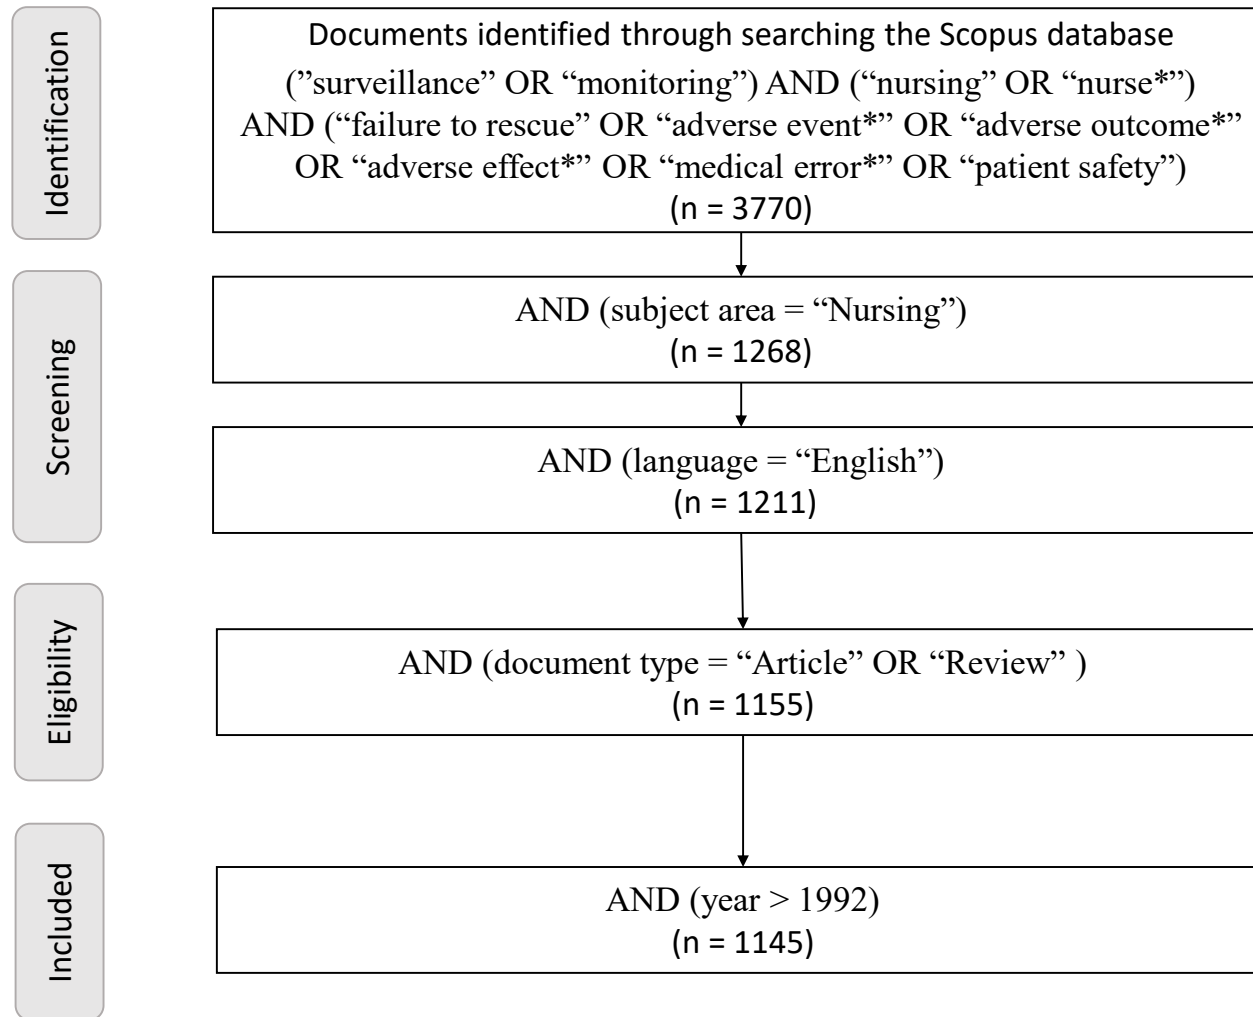 Identification
Documents identified through searching the Scopus database
(”surveillance” OR “monitoring”) AND (“nursing” OR “nurse*”)
AND (“failure to rescue” OR “adverse event*” OR “adverse outcome*”
OR “adverse effect*” OR “medical error*” OR “patient safety”)
(n = 3770)
Screening
AND (subject area = “Nursing”)
(n = 1268)
AND (language = “English”)
(n = 1211)
Eligibility
AND (document type = “Article” OR “Review” )
(n = 1155)
Included
AND (year > 1992)
(n = 1145)